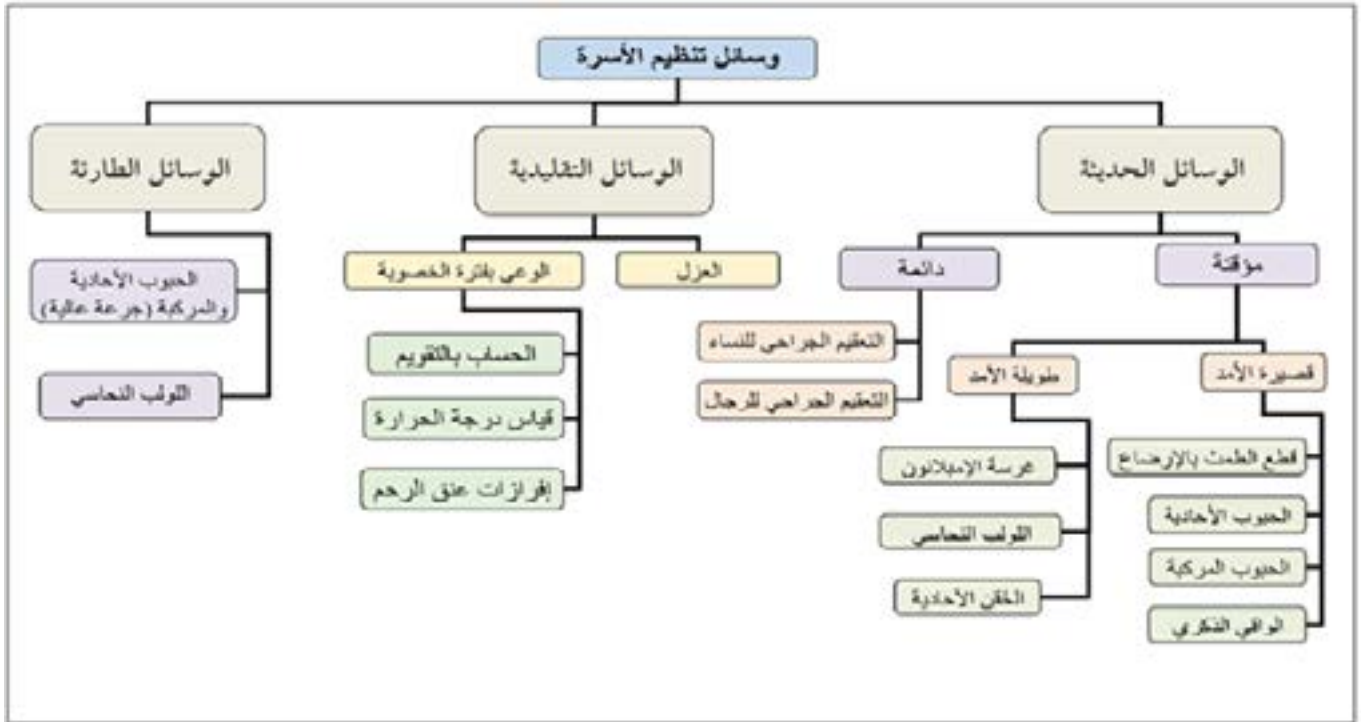 وسائل تنظيم الأسرة
الوسائل الحديثة
الوسائل التقليدية
الوسائل الطارئة
مؤقتة
دائمة
العزل
الوعي بفترة الخصوبة
الحبوب الأحادية
والمركبة (جرعة عالية)
اللولب النحاسي
قصيرة الأمد
طويلة الأمد
قطع الطمث بالإرضاع
الحبوب الأحادية
الحبوب المركبة
الواقي الذكري
غرسة الإمبلانون
اللولب النحاسي
الحقن الأحادية
التعقيم الجراحي للنساء
التعقيم الجراحي للرجال
الحساب بالتقويم
قياس درجة الحرارة
إفرازات عنق الرحم